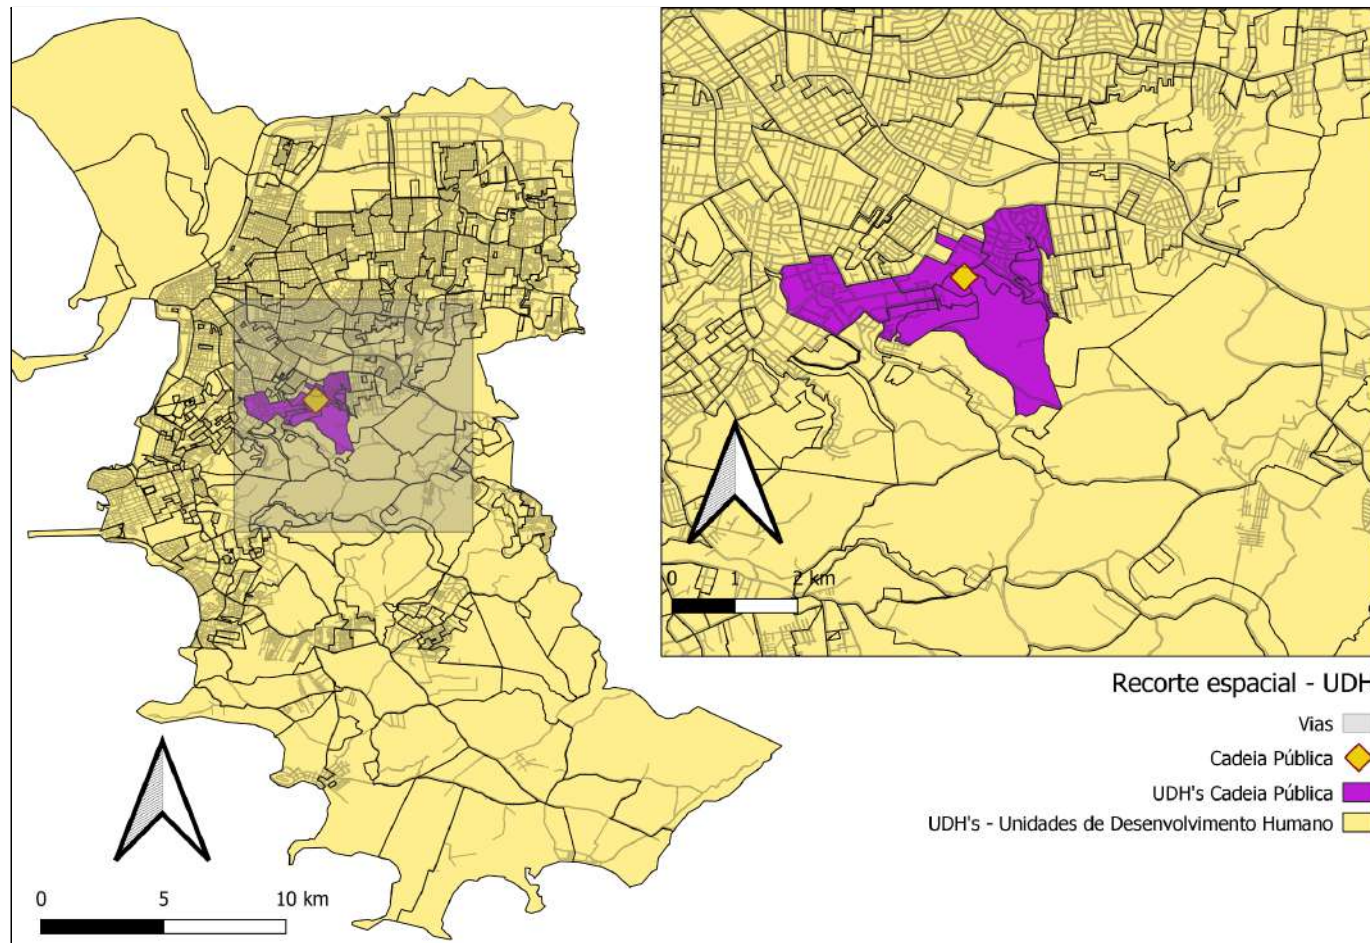 0 1 2 km
Recorte espacial - UDH
Vias
Cadeia Pública
UDH's Cadeia Pública
UDH's - Unidades de Desenvolvimento Humano
0 5 10 km